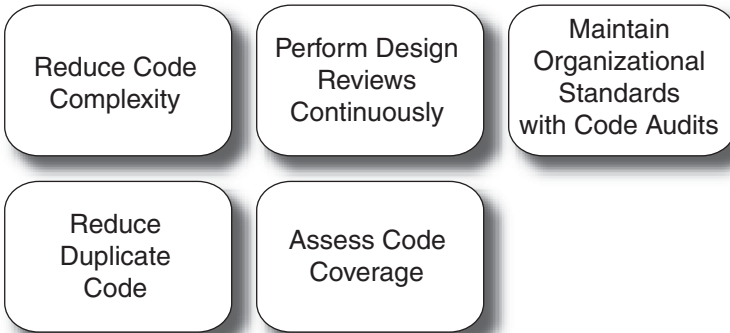 Reduce Code
Complexity
Perform Design
Reviews
Continuously
Maintain
Organizational
Standards
with Code Audits
Reduce
Duplicate
Code
Assess Code
Coverage